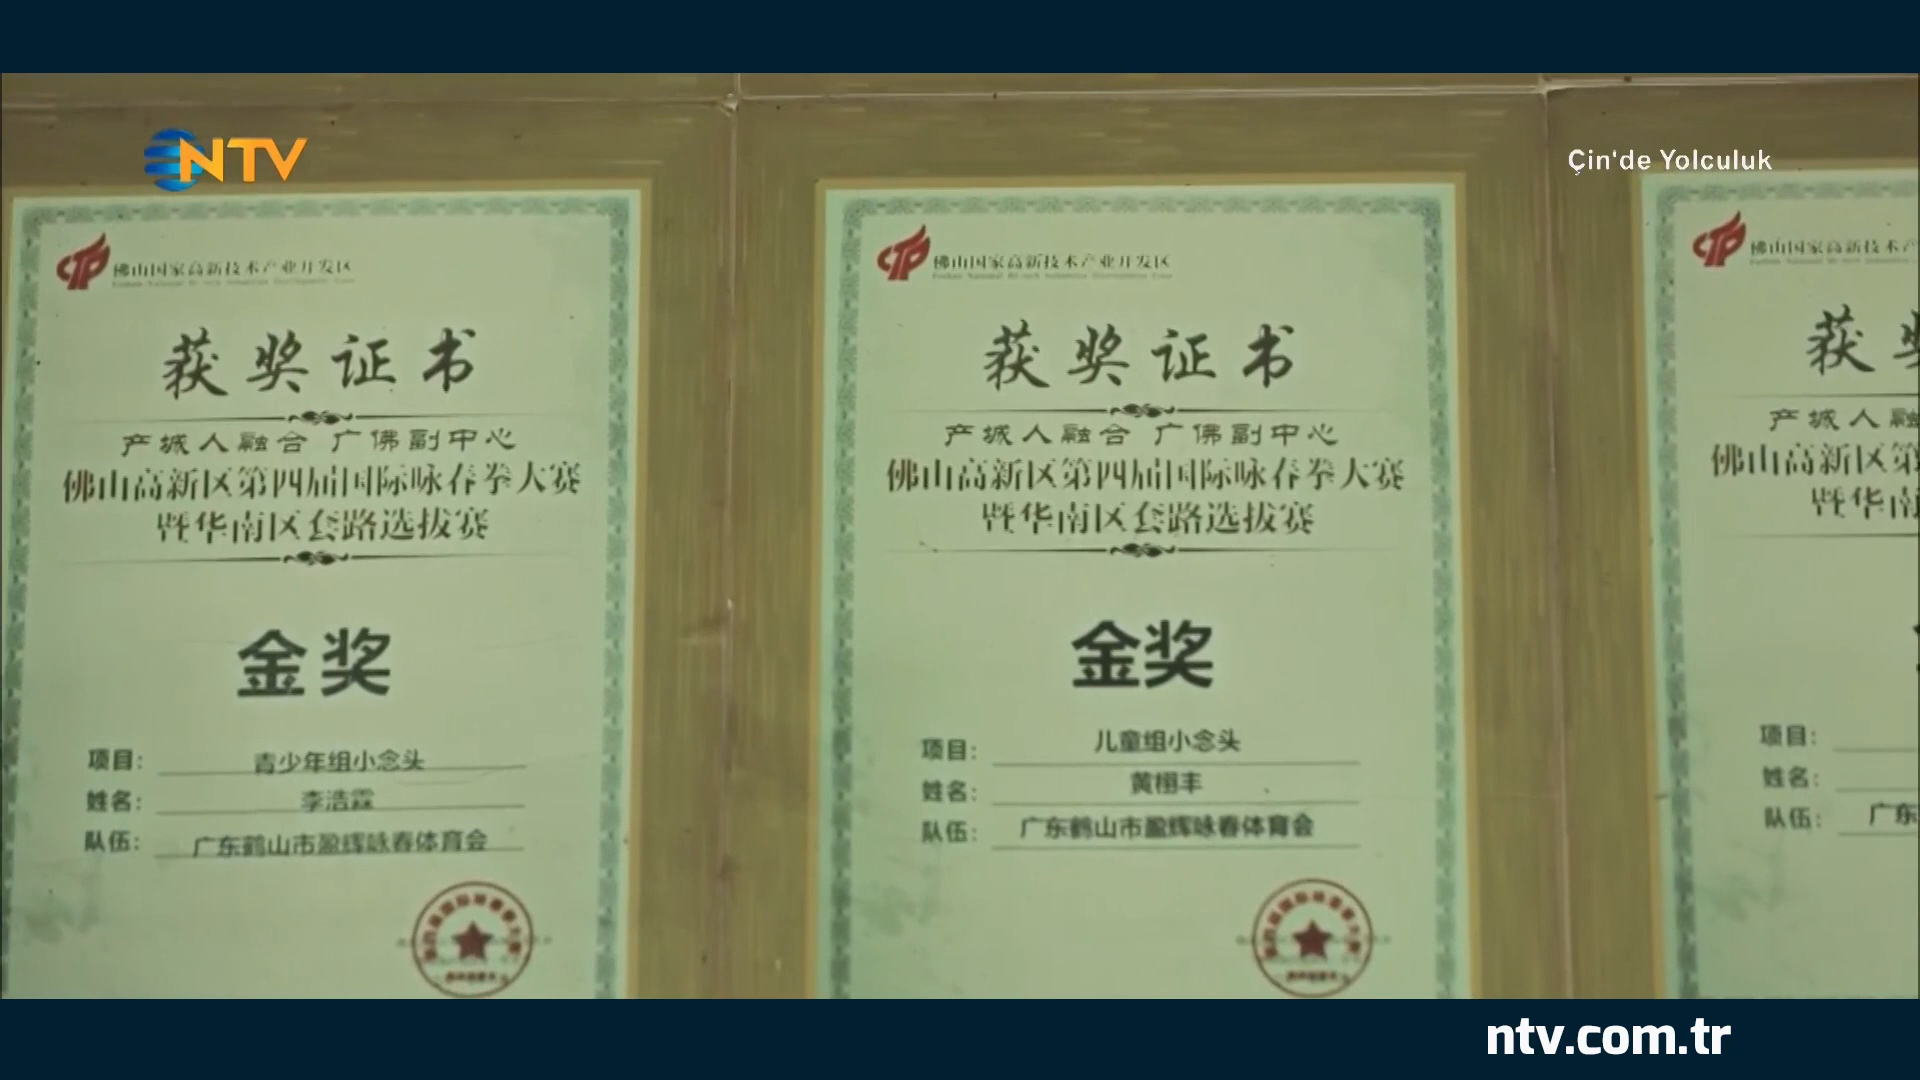 NTV
Çin'de Yolculuk
佛山国家高新技术产业开发区
获奖证书
产城人融合 广佛副中心
佛山高新区第四届国际咏春拳大赛
暨华南区套路选拔赛
金奖
项目: 青少年组小念头
姓名: 李浩霖
队伍: 广东鹤山市盈辉咏春体育会
佛山国家高新技术产业开发区
获奖证书
产城人融合 广佛副中心
佛山高新区第四届国际咏春拳大赛
暨华南区套路选拔赛
金奖
项目: 儿童组小念头
姓名: 黄栩丰
队伍: 广东鹤山市盈辉咏春体育会
佛山国家高新技术产
获奖
产城人融
佛山高新区第
暨华南
项目:
姓名:
队伍: 广东
ntv.com.tr